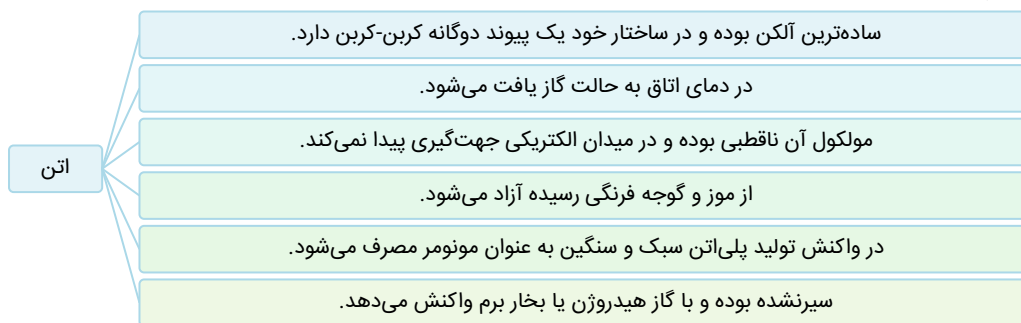 ساده‌ترین آلکن بوده و در ساختار خود یک پیوند دوگانه کربن-کربن دارد.
در دمای اتاق به حالت گاز یافت می‌شود.
مولکول آن ناقطبی بوده و در میدان الکتریکی جهت‌گیری پیدا نمی‌کند.
اتن
از موز و گوجه فرنگی رسیده آزاد می‌شود.
در واکنش تولید پلی‌اتن سبک و سنگین به عنوان مونومر مصرف می‌شود.
سیرنشده بوده و با گاز هیدروژن یا بخار برم واکنش می‌دهد.